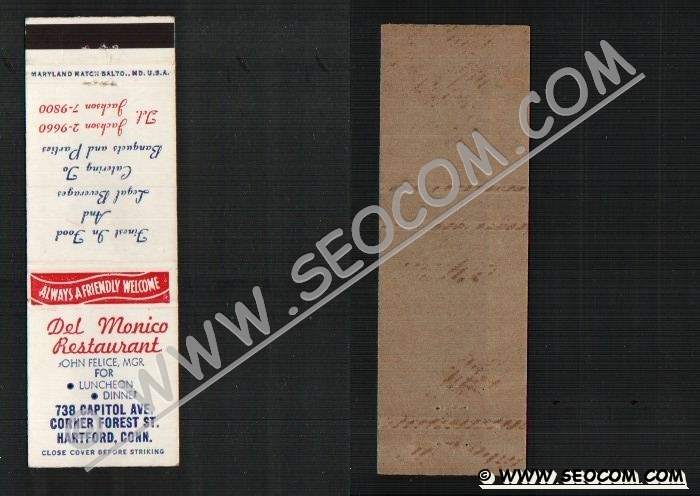 MARYLAND MATCH BALTO., MD. U.S.A.
Finest In Food
And
Legal Beverages
Catering To
Banquets and Parties
Tel. Jackson 2-9660
Jackson 7-9800
ALWAYS A FRIENDLY WELCOME
Del Monico
Restaurant
JOHN FELICE, MGR.
FOR
• LUNCHEON
• DINNER
738 CAPITOL AVE.
CORNER FOREST ST.
HARTFORD, CONN.
CLOSE COVER BEFORE STRIKING
© WWW.SEOCOM.COM
© WWW.SEOCOM.COM